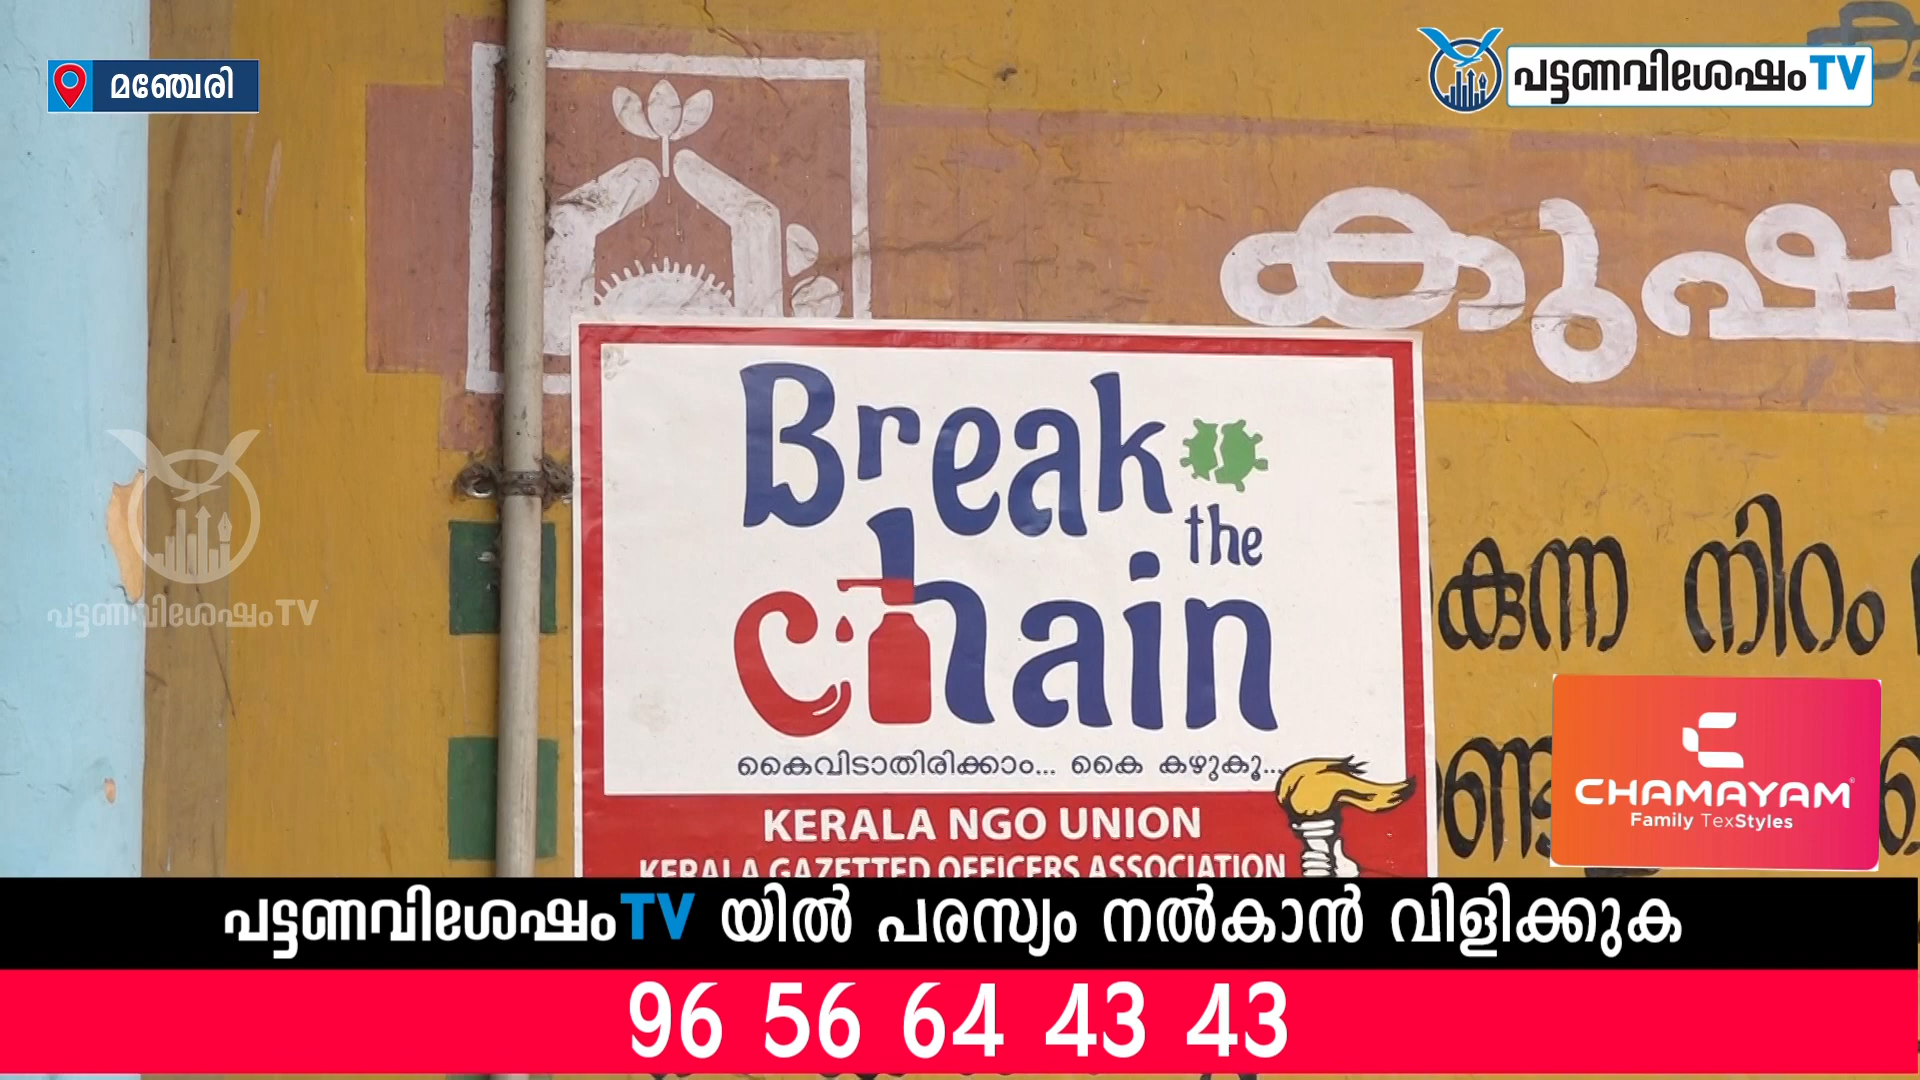 മഞ്ചേരി
പട്ടണവിശേഷംTV
കുഷ
Break
the
chain
കൈവിടാതിരിക്കാം... കൈ കഴുകൂ...
KERALA NGO UNION
KERALA GAZETTED OFFICERS ASSOCIATION
കുന്ന നിറം
പട്ടണവിശേഷംTV
CHAMAYAM
Family TexStyles
പട്ടണവിശേഷംTV യിൽ പരസ്യം നൽകാൻ വിളിക്കുക
96 56 64 43 43